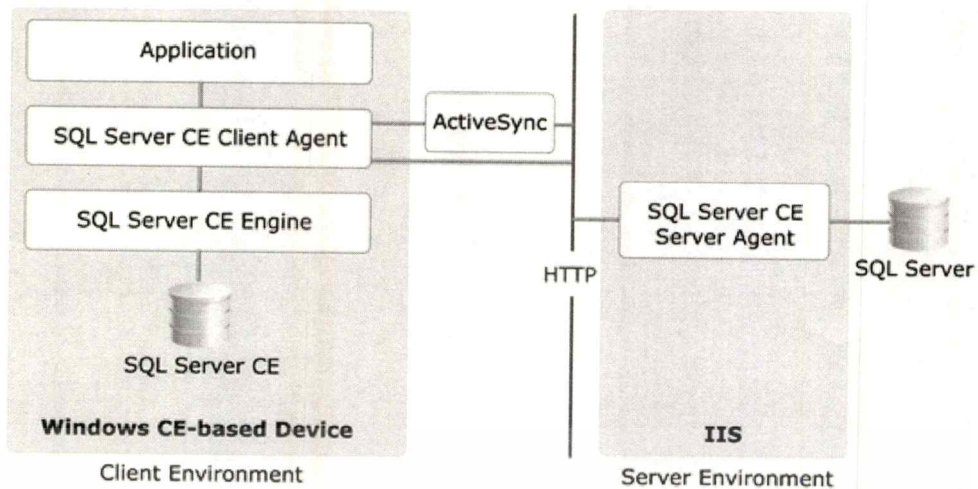 Application
SQL Server CE Client Agent
ActiveSync
SQL Server CE Engine
SQL Server CE
Windows CE-based Device
Client Environment
HTTP
SQL Server CE
Server Agent
SQL Server
IIS
Server Environment